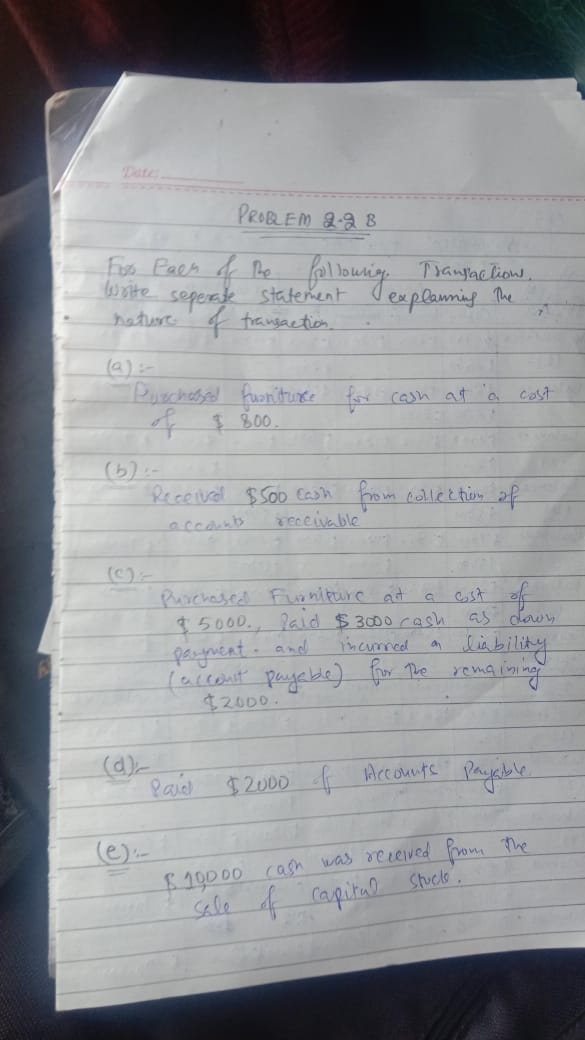 Date:
PROBLEM 2.2 B
For Each of the following Transactions.
Write seperate statement explaining the
nature of transaction.
(a) :-
Purchased furniture for cash at a cost
of $ 800.
(b) :-
Received $500 cash from collection of
accounts receivable
(c) :-
Purchased Furniture at a cost of
$ 5000., Paid $ 3000 cash as down
payment. and incurred a liability
(account payable) for the remaining
$2000.
(d):-
Paid $2000 of Accounts Payable.
(e) :-
$ 10,000 cash was received from the
sale of capital stock.